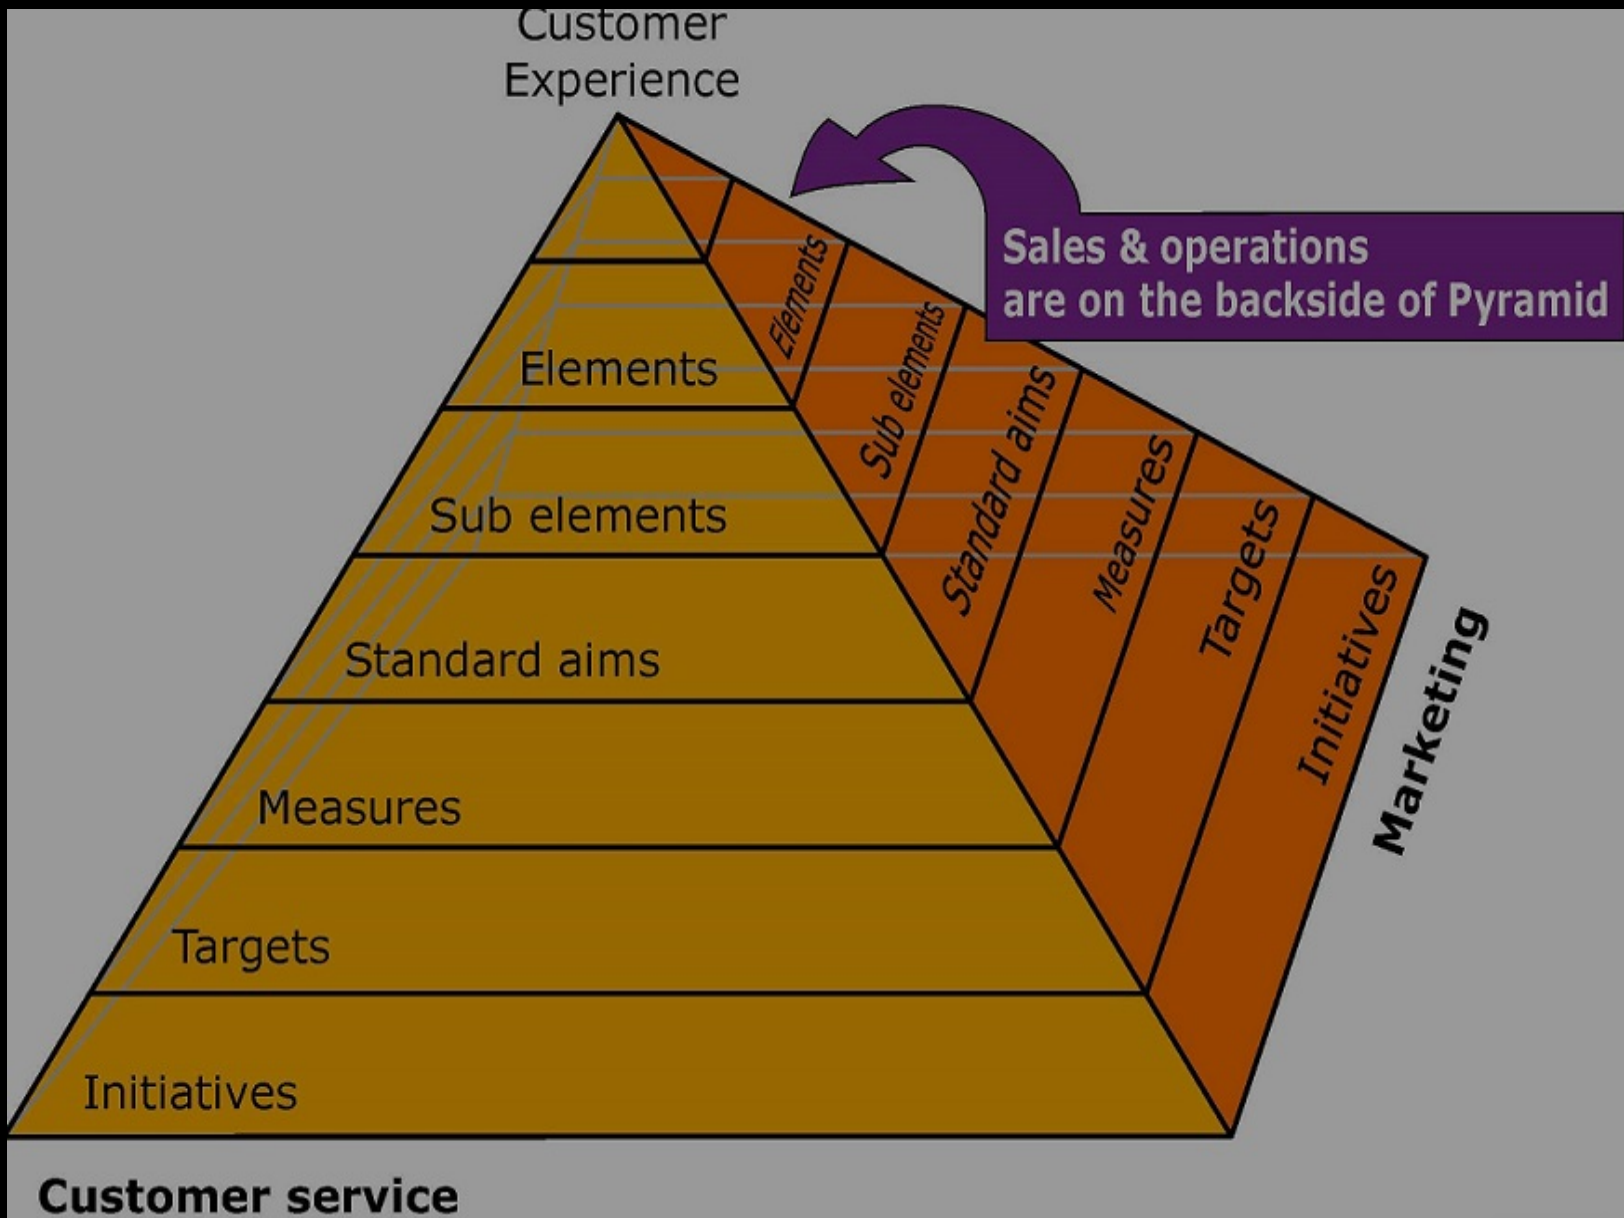 Customer
Experience
Sales & operations
are on the backside of Pyramid
Elements
Sub elements
Standard aims
Measures
Targets
Initiatives
Elements
Sub elements
Standard aims
Measures
Targets
Initiatives
Marketing
Customer service